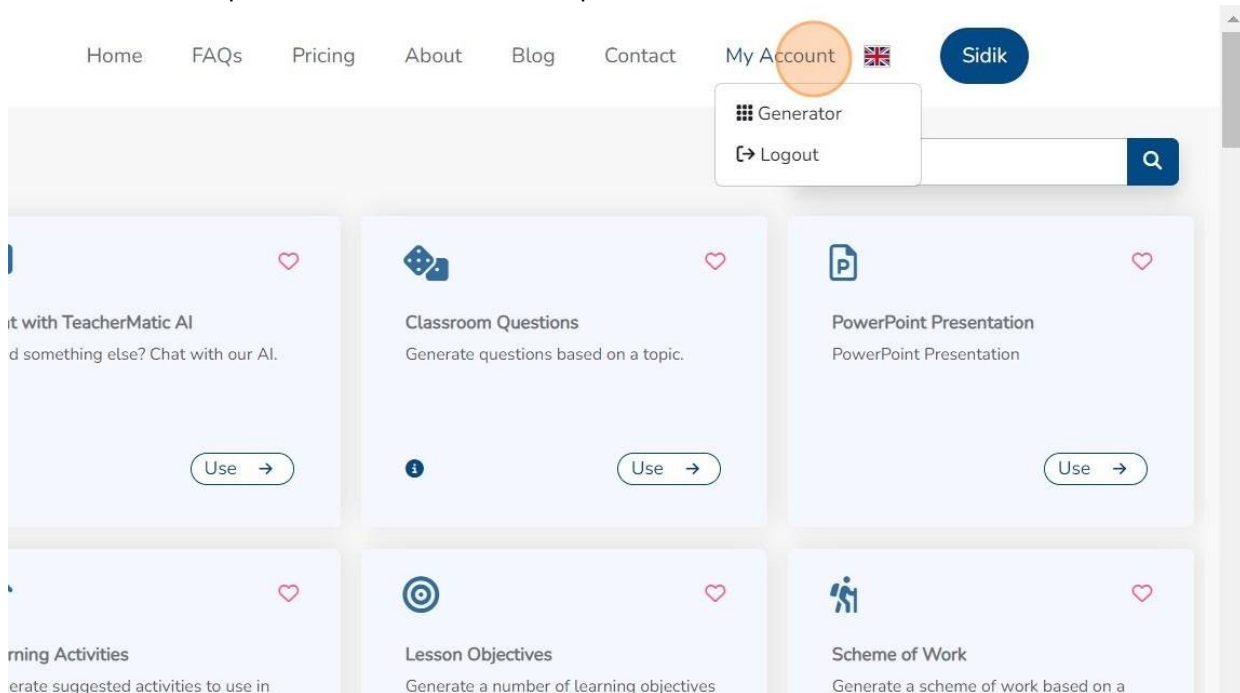 Home FAQs Pricing About Blog Contact My Account Sidik
Generator
Logout
t with TeacherMatic AI
d something else? Chat with our AI.
Use →
Classroom Questions
Generate questions based on a topic.
Use →
PowerPoint Presentation
PowerPoint Presentation
Use →
rning Activities
erate suggested activities to use in
Lesson Objectives
Generate a number of learning objectives
Scheme of Work
Generate a scheme of work based on a